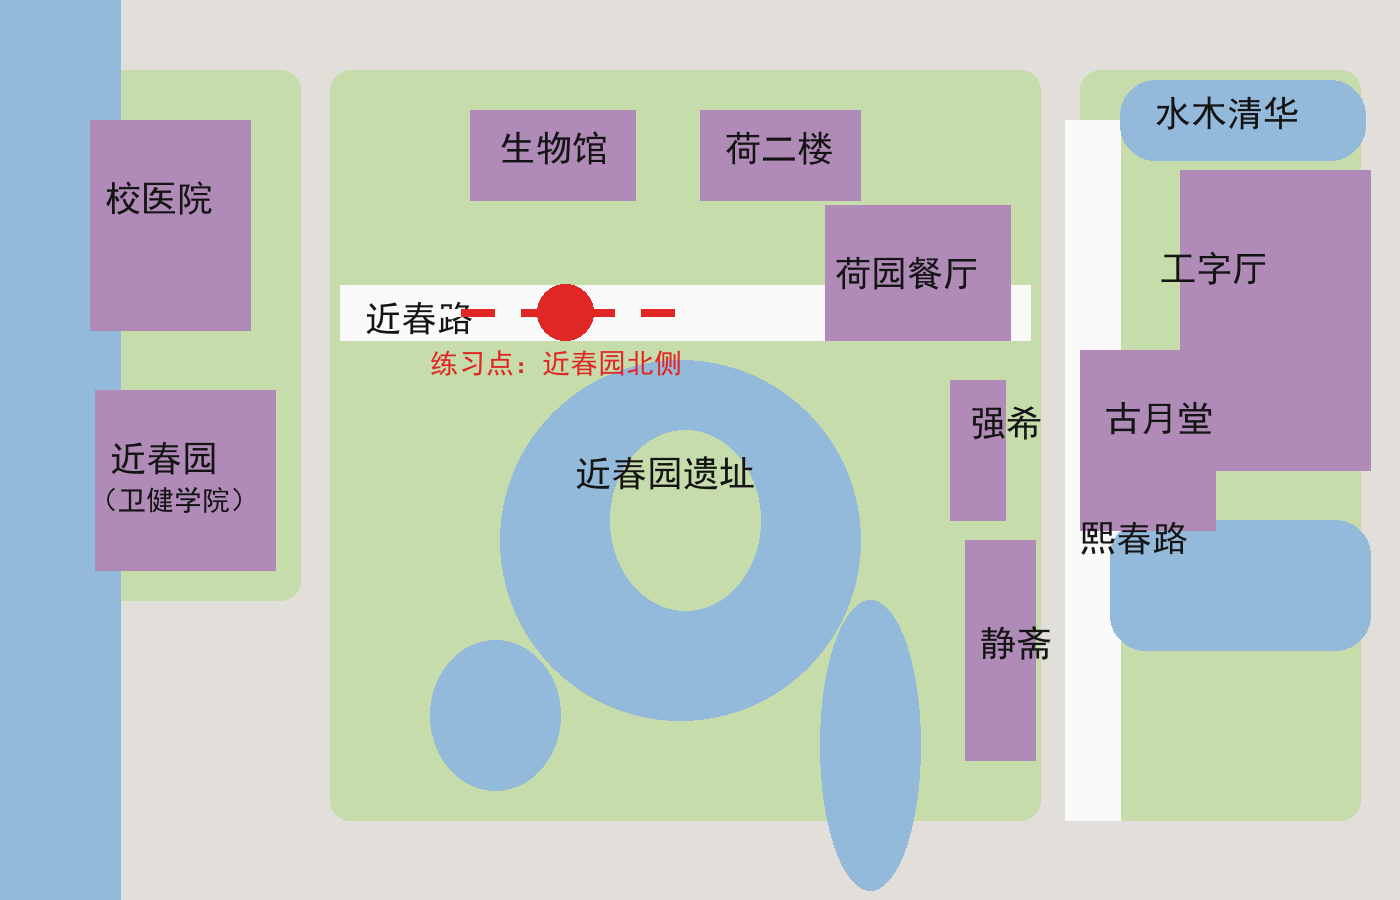 水木清华
生物馆
荷二楼
校医院
工字厅
荷园餐厅
近春路
练习点：近春园北侧
强希
古月堂
近春园
（卫健学院）
近春园遗址
熙春路
静斋